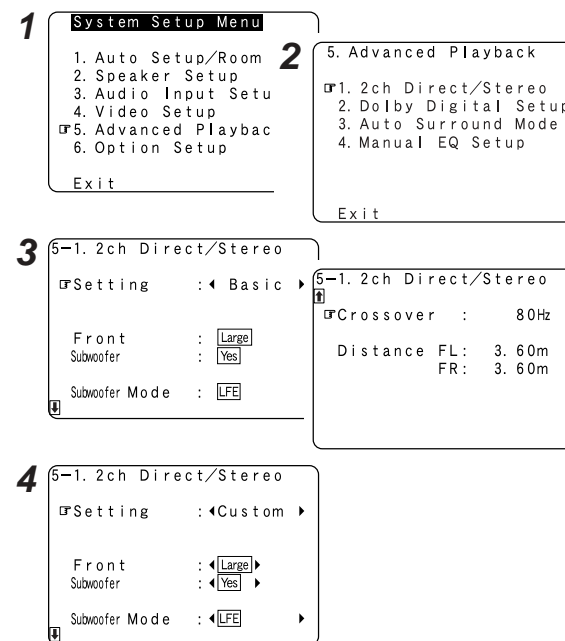 1
System Setup Menu
1. Auto Setup/Room
2. Speaker Setup
3. Audio Input Setu
4. Video Setup
☞5. Advanced Playbac
6. Option Setup
Exit
2
5. Advanced Playback
☞1. 2ch Direct/Stereo
2. Dolby Digital Setup
3. Auto Surround Mode
4. Manual EQ Setup
Exit
3
5-1. 2ch Direct/Stereo
☞Setting :◀ Basic ▶
Front : Large
Subwoofer : Yes
Subwoofer Mode : LFE
5-1. 2ch Direct/Stereo
☞Crossover : 80Hz
Distance FL: 3. 60m
FR: 3. 60m
4
5-1. 2ch Direct/Stereo
☞Setting :◀Custom ▶
Front :◀Large▶
Subwoofer :◀Yes ▶
Subwoofer Mode :◀LFE ▶